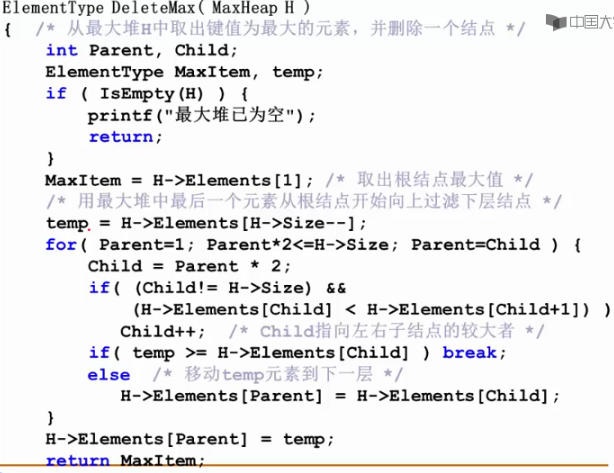 ElementType DeleteMax( MaxHeap H )
{ /* 从最大堆H中取出键值为最大的元素，并删除一个结点 */
int Parent, Child;
ElementType MaxItem, temp;
if ( IsEmpty(H) ) {
printf("最大堆已为空");
return;
}
MaxItem = H->Elements[1]; /* 取出根结点最大值 */
/* 用最大堆中最后一个元素从根结点开始向上过滤下层结点 */
temp = H->Elements[H->Size--];
for( Parent=1; Parent*2<=H->Size; Parent=Child ) {
Child = Parent * 2;
if( (Child!= H->Size) &&
(H->Elements[Child] < H->Elements[Child+1]) )
Child++; /* Child指向左右子结点的较大者 */
if( temp >= H->Elements[Child] ) break;
else /* 移动temp元素到下一层 */
H->Elements[Parent] = H->Elements[Child];
}
H->Elements[Parent] = temp;
return MaxItem;
中国大